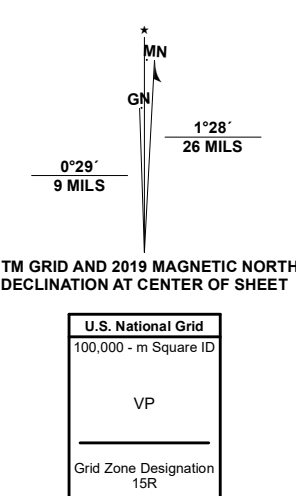 ★
MN
GN
1°28´
26 MILS
0°29´
9 MILS
TM GRID AND 2019 MAGNETIC NORTH
DECLINATION AT CENTER OF SHEET
U.S. National Grid
100,000 - m Square ID
VP
Grid Zone Designation
15R